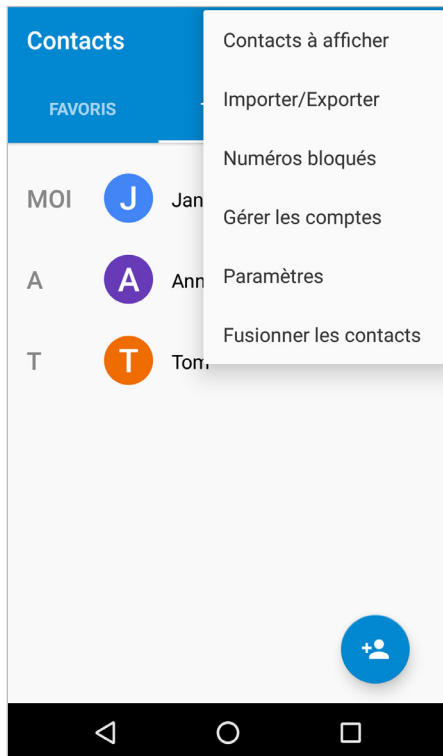 Contacts
Contacts à afficher
Importer/Exporter
FAVORIS
Numéros bloqués
MOI
J
Jan
Gérer les comptes
A
A
Ann
Paramètres
Fusionner les contacts
T
T
Tom